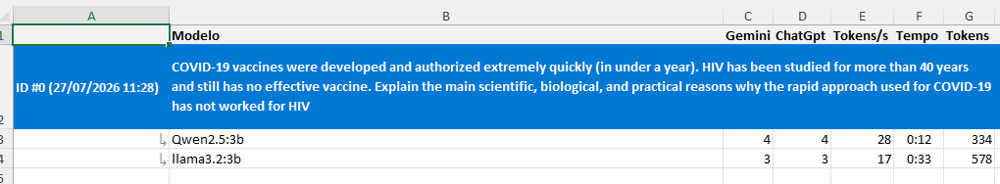 A B C D E F G
1 Modelo Gemini ChatGpt Tokens/s Tempo Tokens
COVID-19 vaccines were developed and authorized extremely quickly (in under a year). HIV has been studied for more than 40 years
ID #0 (27/07/2026 11:28) and still has no effective vaccine. Explain the main scientific, biological, and practical reasons why the rapid approach used for COVID-19
2 has not worked for HIV
3 Qwen2.5:3b 4 4 28 0:12 334
4 llama3.2:3b 3 3 17 0:33 578
5